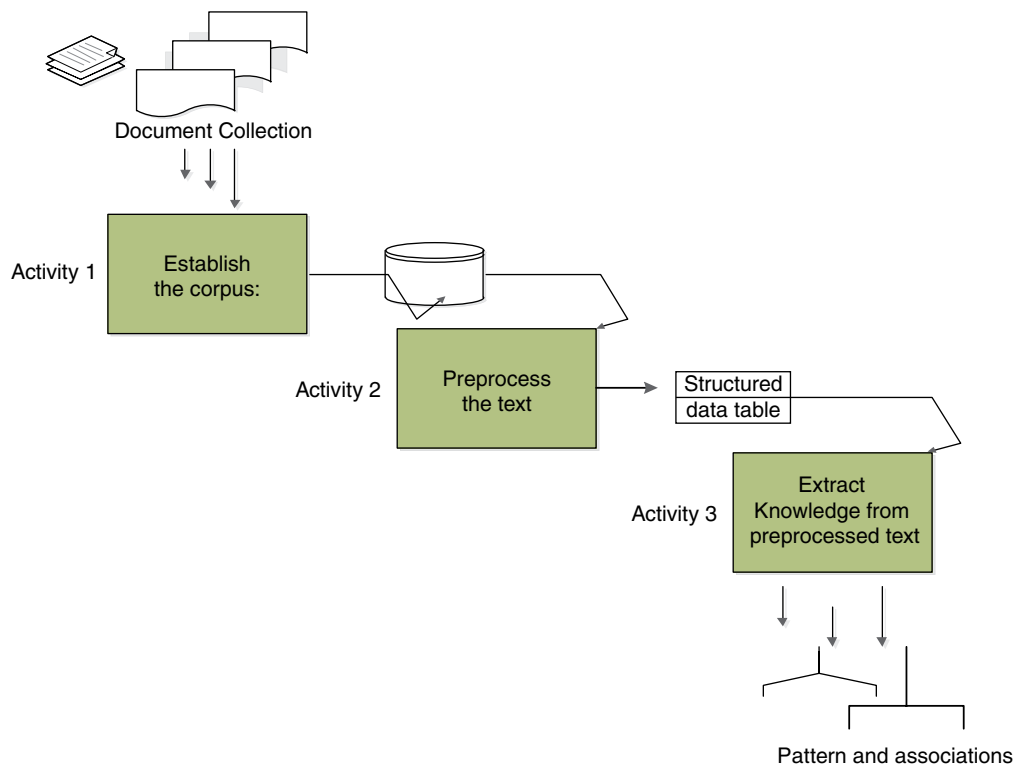 Document Collection
Activity 1
Establish
the corpus:
Activity 2
Preprocess
the text
Structured
data table
Activity 3
Extract
Knowledge from
preprocessed text
Pattern and associations